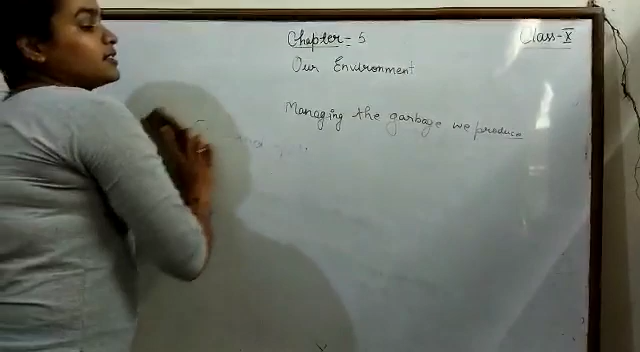 Chapter - 5
Class - X
Our Environment
Managing the garbage we produce